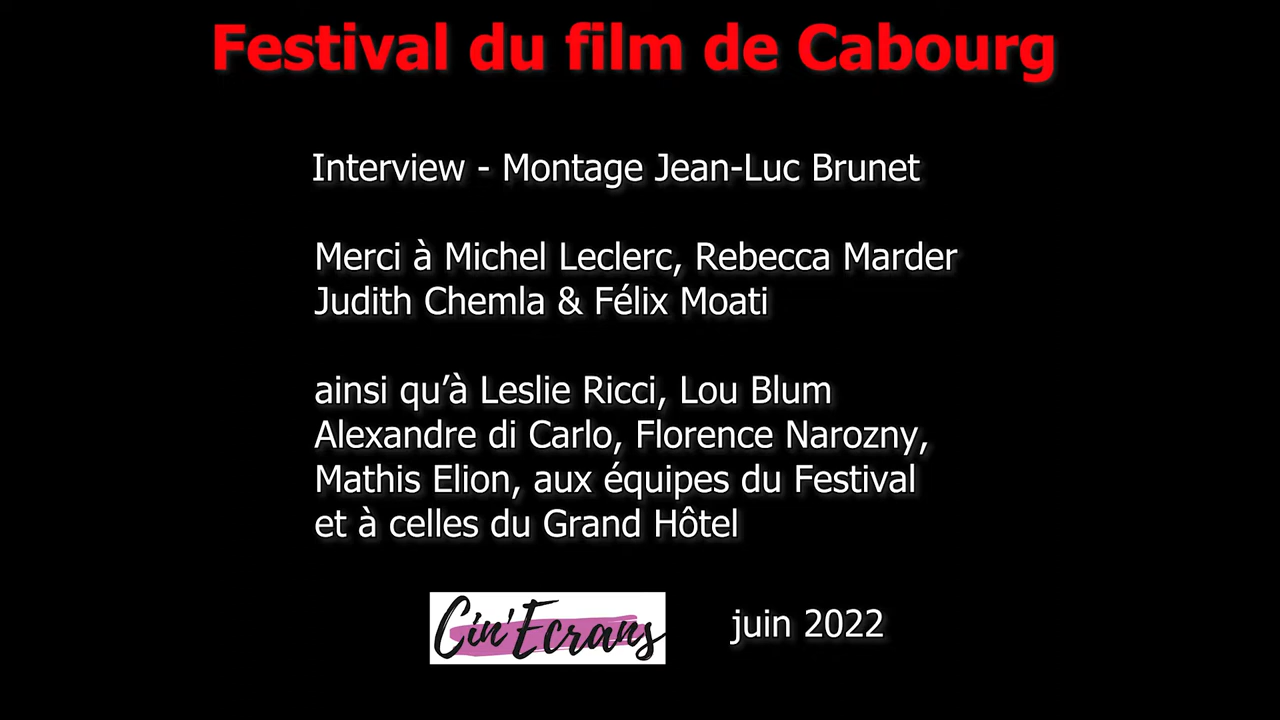 Festival du film de Cabourg
Interview - Montage Jean-Luc Brunet
Merci à Michel Leclerc, Rebecca Marder
Judith Chemla & Félix Moati
ainsi qu’à Leslie Ricci, Lou Blum
Alexandre di Carlo, Florence Narozny,
Mathis Elion, aux équipes du Festival
et à celles du Grand Hôtel
Cin'Ecrans juin 2022